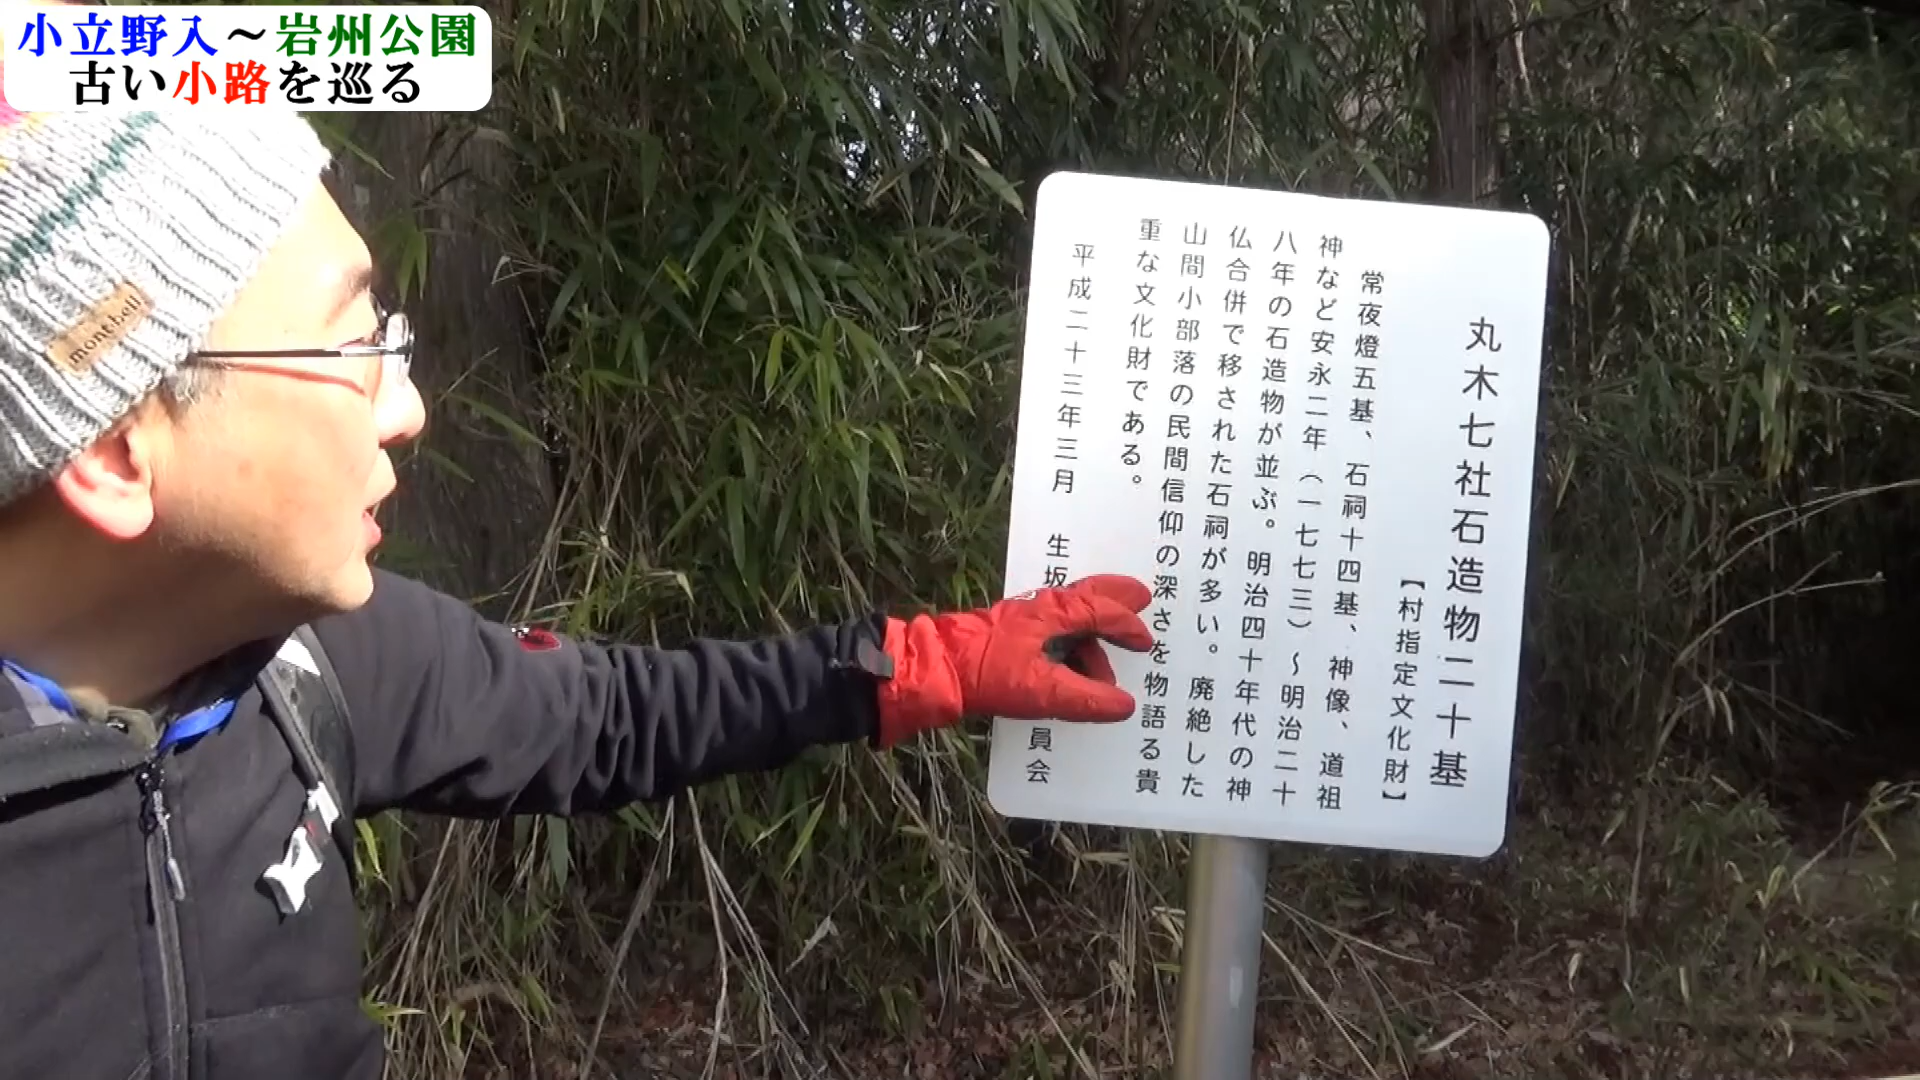 小立野入～岩州公園
古い小路を巡る
montbell
丸木七社石造物二十基
【村指定文化財】
常夜燈五基、石祠十四基、神像、道祖
神など安永二年（一七七三）～明治二十
八年の石造物が並ぶ。明治四十年代の神
仏合併で移された石祠が多い。廃絶した
山間小部落の民間信仰の深さを物語る貴
重な文化財である。
平成二十三年三月 生坂 員会